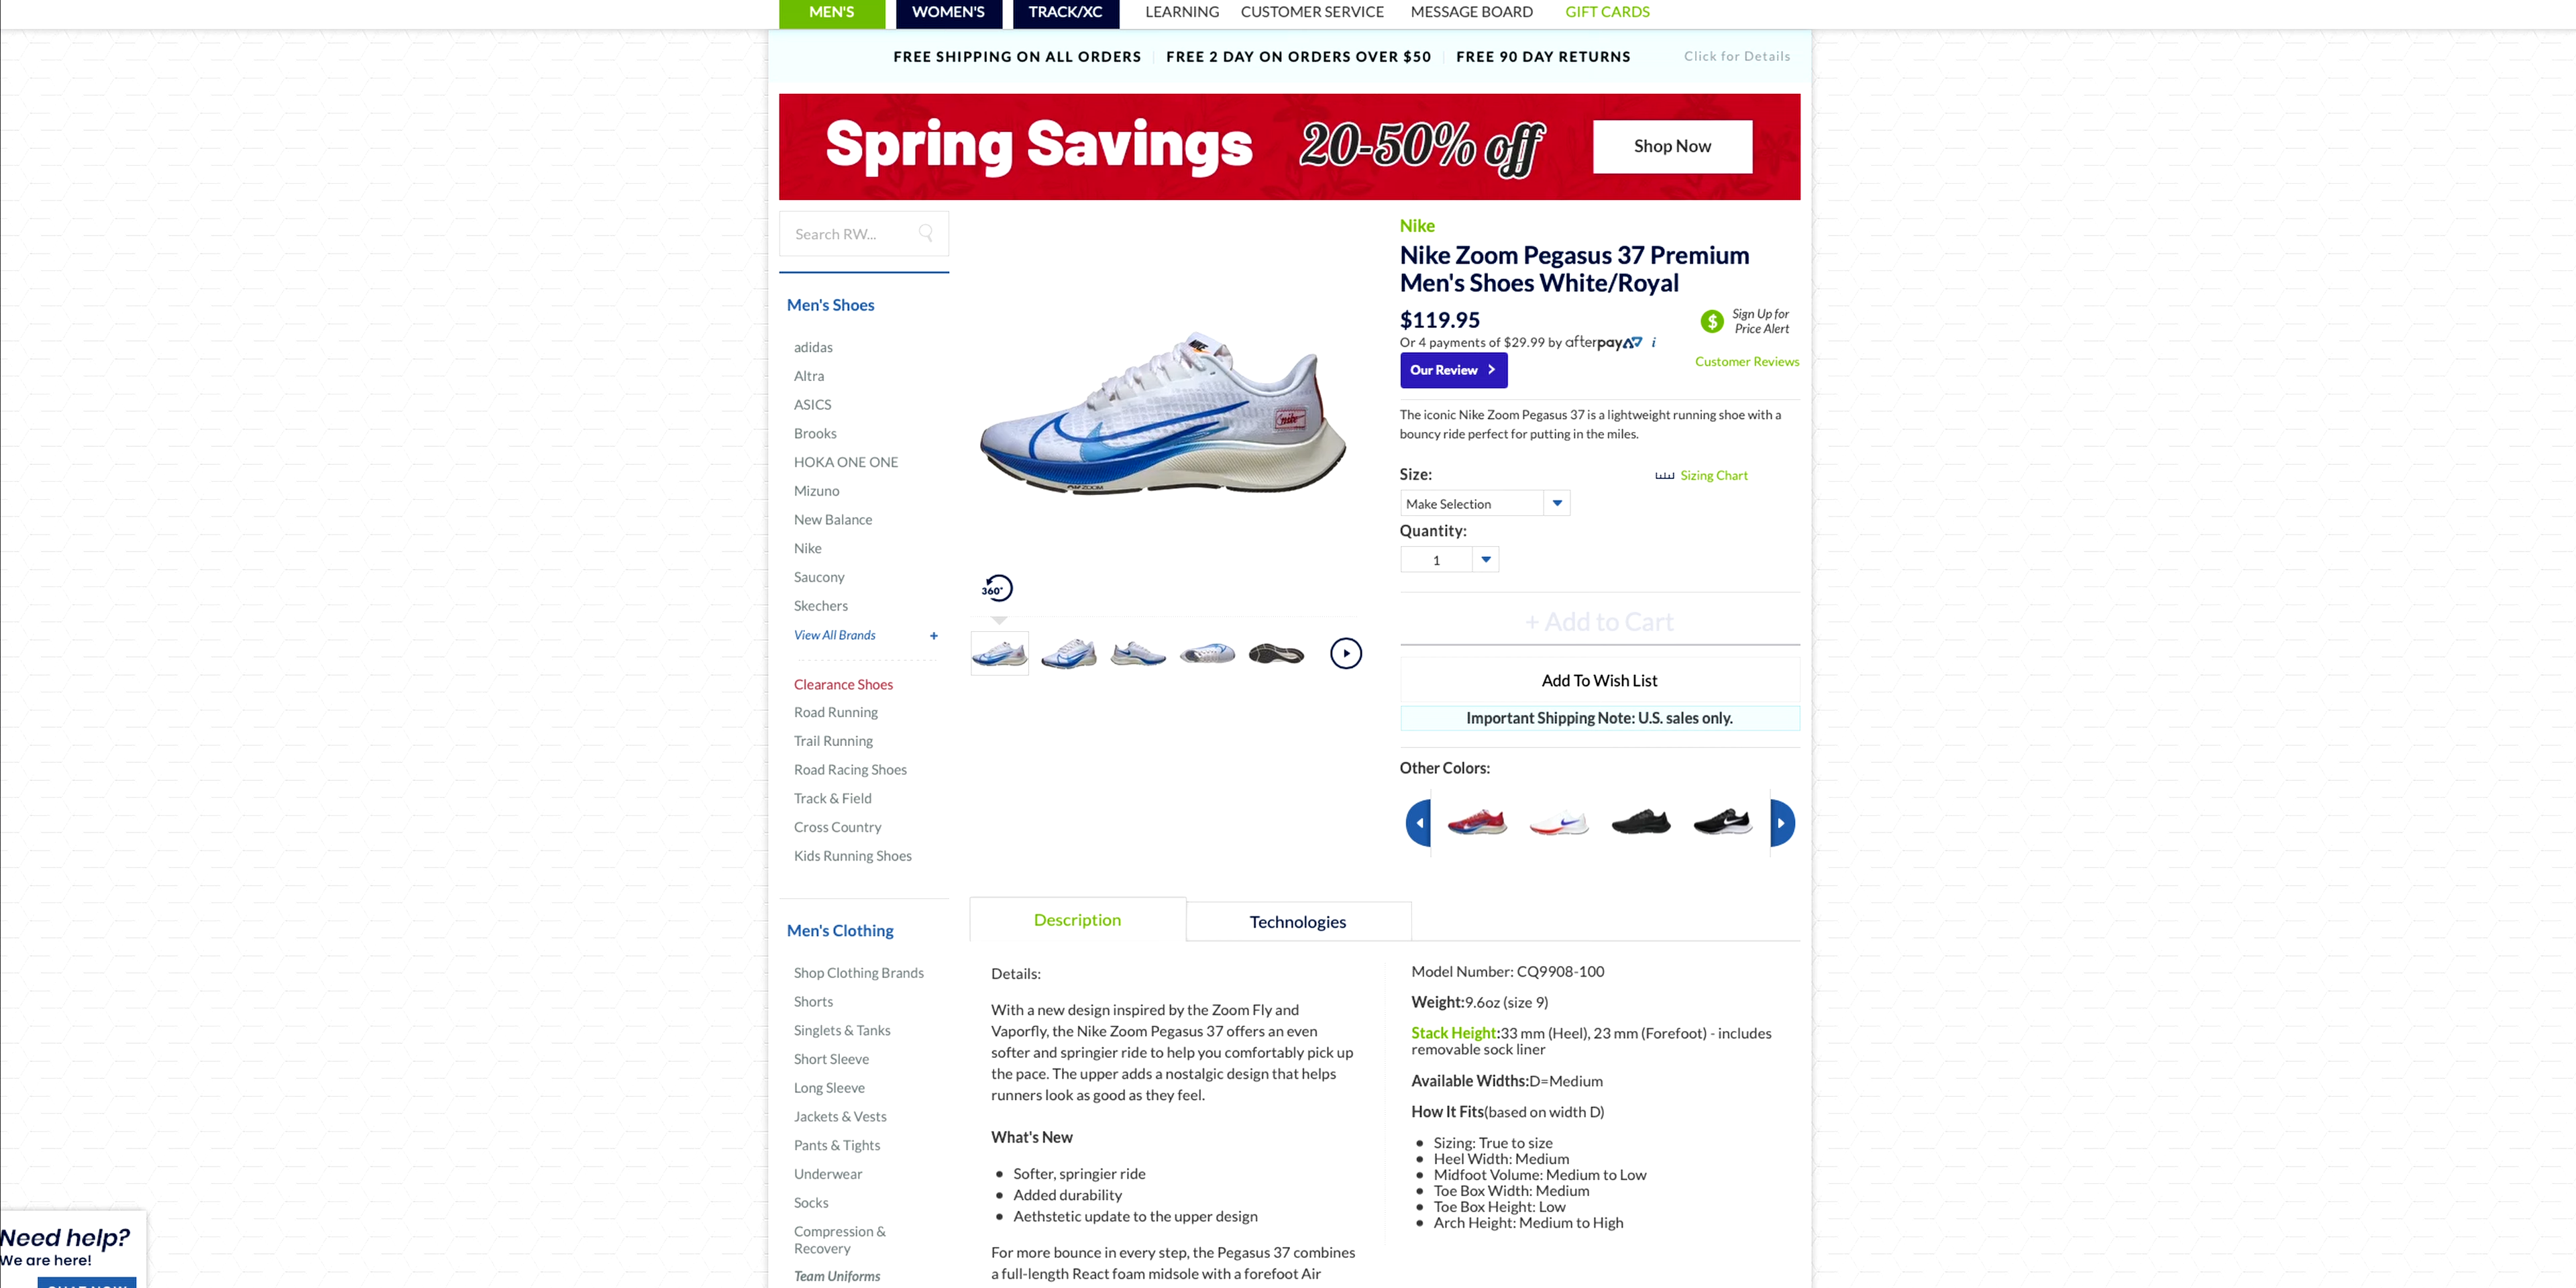 MEN'S
WOMEN'S
TRACK/XC
LEARNING
CUSTOMER SERVICE
MESSAGE BOARD
GIFT CARDS
FREE SHIPPING ON ALL ORDERS
FREE 2 DAY ON ORDERS OVER $50
FREE 90 DAY RETURNS
Click for Details
Spring Savings
20-50% off
Shop Now
Search RW...
Men's Shoes
adidas
Altra
ASICS
Brooks
HOKA ONE ONE
Mizuno
New Balance
Nike
Saucony
Skechers
View All Brands +
Clearance Shoes
Road Running
Trail Running
Road Racing Shoes
Track & Field
Cross Country
Kids Running Shoes
Men's Clothing
Shop Clothing Brands
Shorts
Singlets & Tanks
Short Sleeve
Long Sleeve
Jackets & Vests
Pants & Tights
Underwear
Socks
Compression &
Recovery
Team Uniforms
360°
Nike
Nike Zoom Pegasus 37 Premium
Men's Shoes White/Royal
$119.95
Or 4 payments of $29.99 by afterpay i
$ Sign Up for
Price Alert
Our Review >
Customer Reviews
The iconic Nike Zoom Pegasus 37 is a lightweight running shoe with a
bouncy ride perfect for putting in the miles.
Size:
Sizing Chart
Make Selection
Quantity:
1
+ Add to Cart
Add To Wish List
Important Shipping Note: U.S. sales only.
Other Colors:
Description
Technologies
Details:
With a new design inspired by the Zoom Fly and
Vaporfly, the Nike Zoom Pegasus 37 offers an even
softer and springier ride to help you comfortably pick up
the pace. The upper adds a nostalgic design that helps
runners look as good as they feel.
What's New
Softer, springier ride
Added durability
Aethstetic update to the upper design
For more bounce in every step, the Pegasus 37 combines
a full-length React foam midsole with a forefoot Air
Model Number: CQ9908-100
Weight:9.6oz (size 9)
Stack Height:33 mm (Heel), 23 mm (Forefoot) - includes
removable sock liner
Available Widths:D=Medium
How It Fits(based on width D)
Sizing: True to size
Heel Width: Medium
Midfoot Volume: Medium to Low
Toe Box Width: Medium
Toe Box Height: Low
Arch Height: Medium to High
Need help?
We are here!